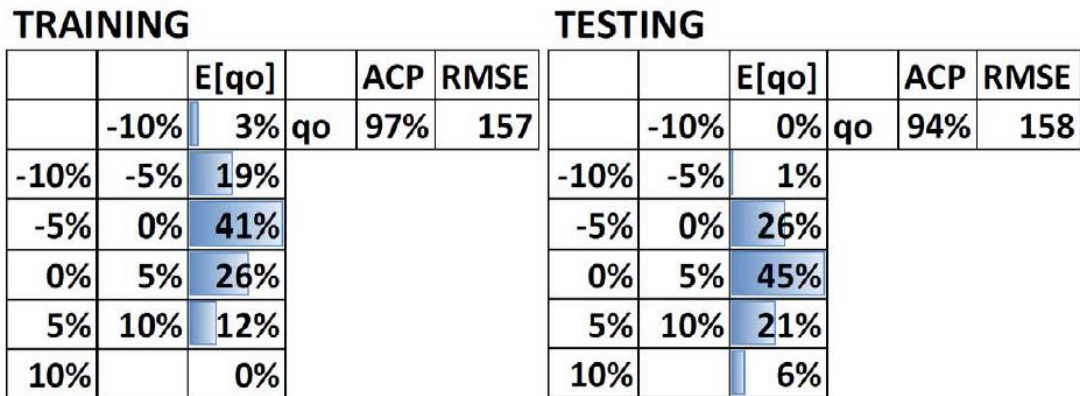 TRAINING
E[qo] ACP RMSE
-10% 3% qo 97% 157
-10% -5% 19%
-5% 0% 41%
0% 5% 26%
5% 10% 12%
10% 0%
TESTING
E[qo] ACP RMSE
-10% 0% qo 94% 158
-10% -5% 1%
-5% 0% 26%
0% 5% 45%
5% 10% 21%
10% 6%